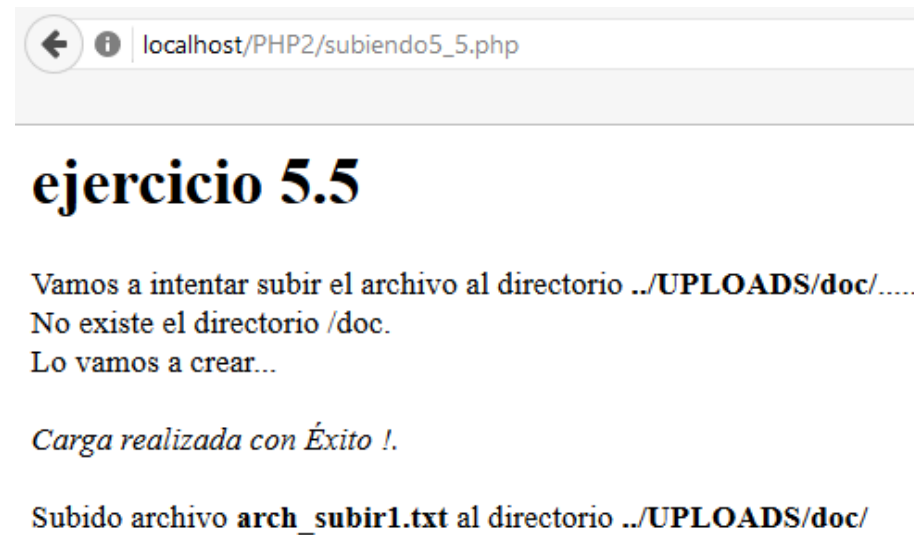 localhost/PHP2/subiendo5_5.php
ejercicio 5.5
Vamos a intentar subir el archivo al directorio ../UPLOADS/doc/.....
No existe el directorio /doc.
Lo vamos a crear...
Carga realizada con Éxito !.
Subido archivo arch_subir1.txt al directorio ../UPLOADS/doc/